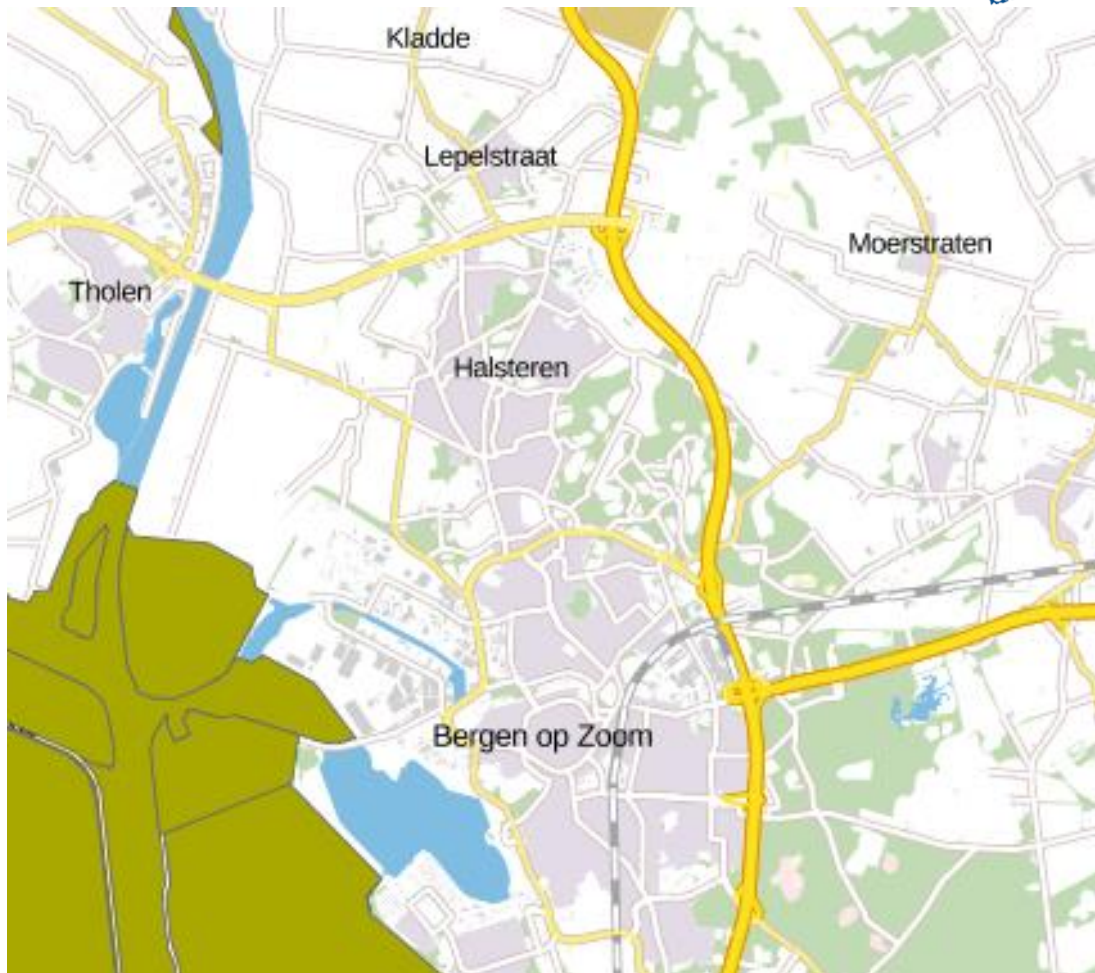 Kladde
Lepelstraat
Moerstraten
Tholen
Halsteren
Bergen op Zoom